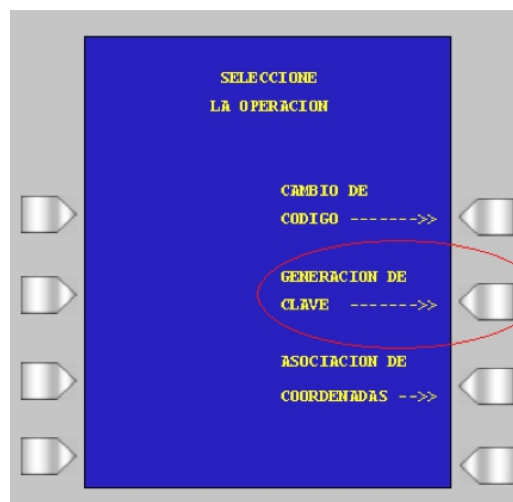 SELECCIONE
LA OPERACION
CAMBIO DE
CODIGO ------->>
GENERACION DE
CLAVE ------->>
ASOCIACION DE
COORDENADAS -->>